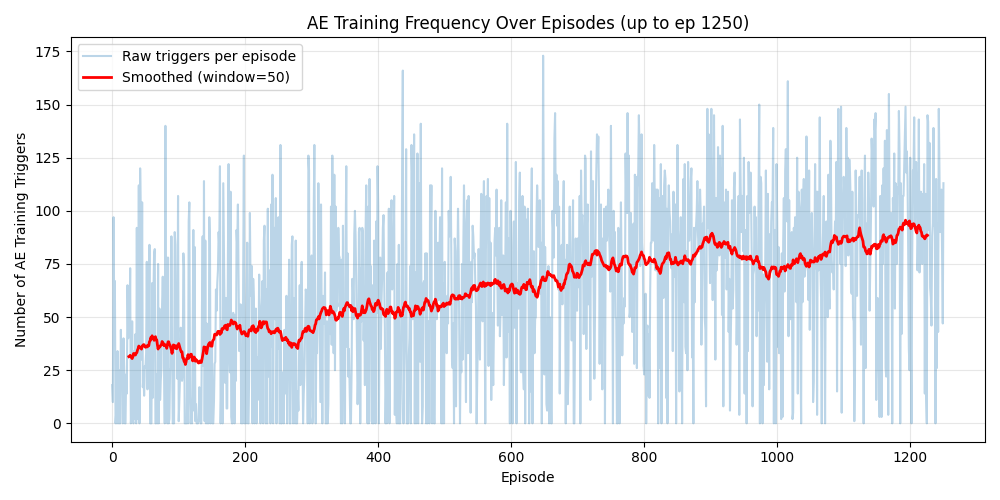 AE Training Frequency Over Episodes (up to ep 1250)
Raw triggers per episode
Smoothed (window=50)
Number of AE Training Triggers
175
150
125
100
75
50
25
0
0 200 400 600 800 1000 1200
Episode